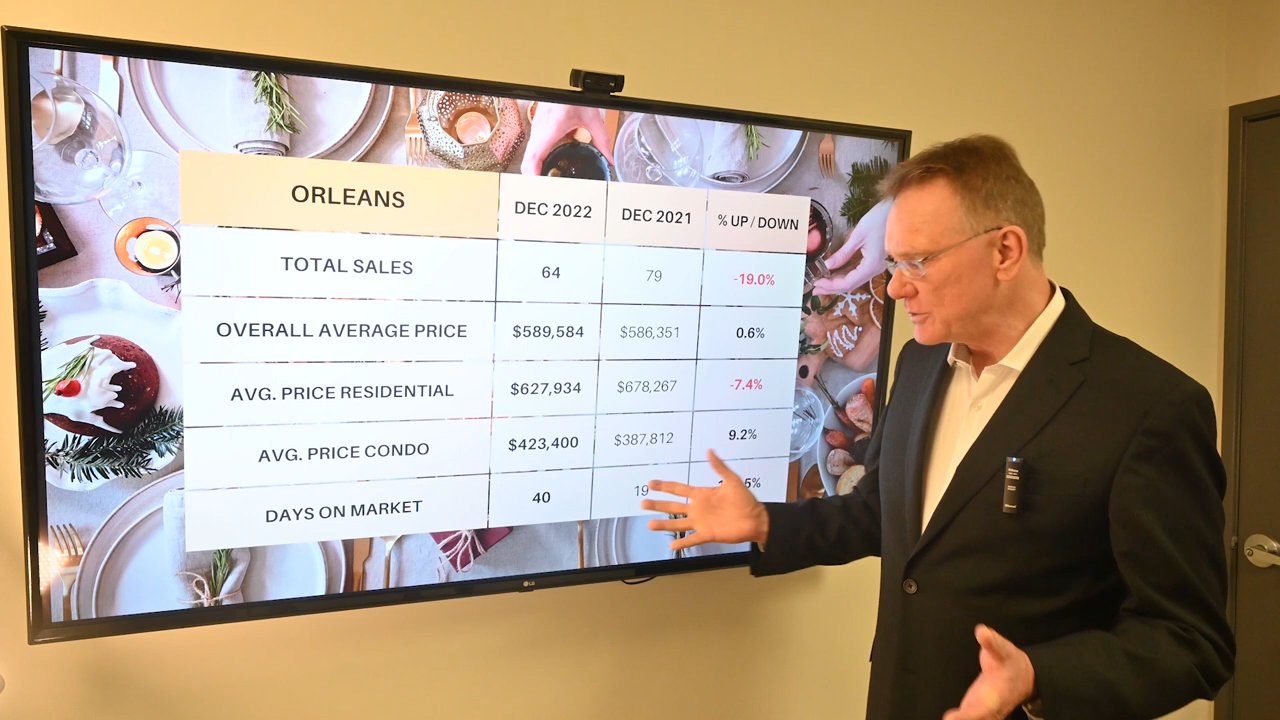 ORLEANS DEC 2022 DEC 2021 % UP / DOWN
TOTAL SALES 64 79 -19.0%
OVERALL AVERAGE PRICE $589,584 $586,351 0.6%
AVG. PRICE RESIDENTIAL $627,934 $678,267 -7.4%
AVG. PRICE CONDO $423,400 $387,812 9.2%
DAYS ON MARKET 40 19
LG